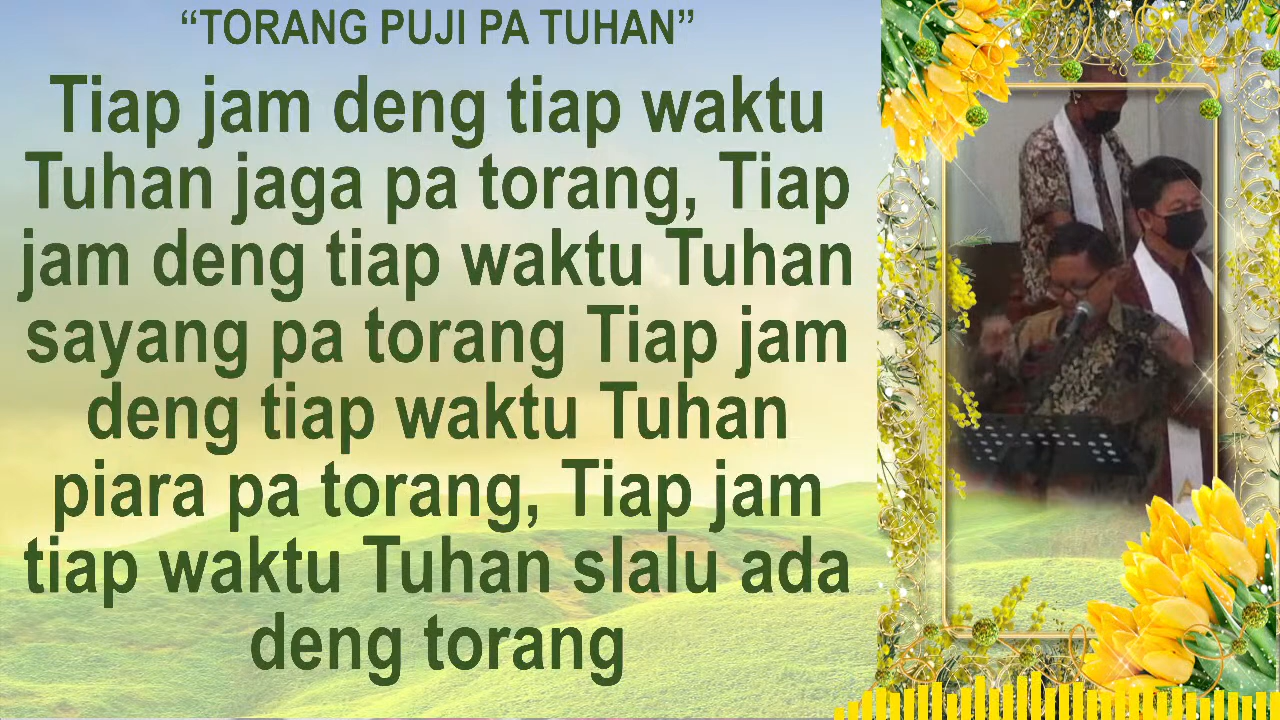 “TORANG PUJI PA TUHAN”
Tiap jam deng tiap waktu
Tuhan jaga pa torang, Tiap
jam deng tiap waktu Tuhan
sayang pa torang Tiap jam
deng tiap waktu Tuhan
piara pa torang, Tiap jam
tiap waktu Tuhan slalu ada
deng torang